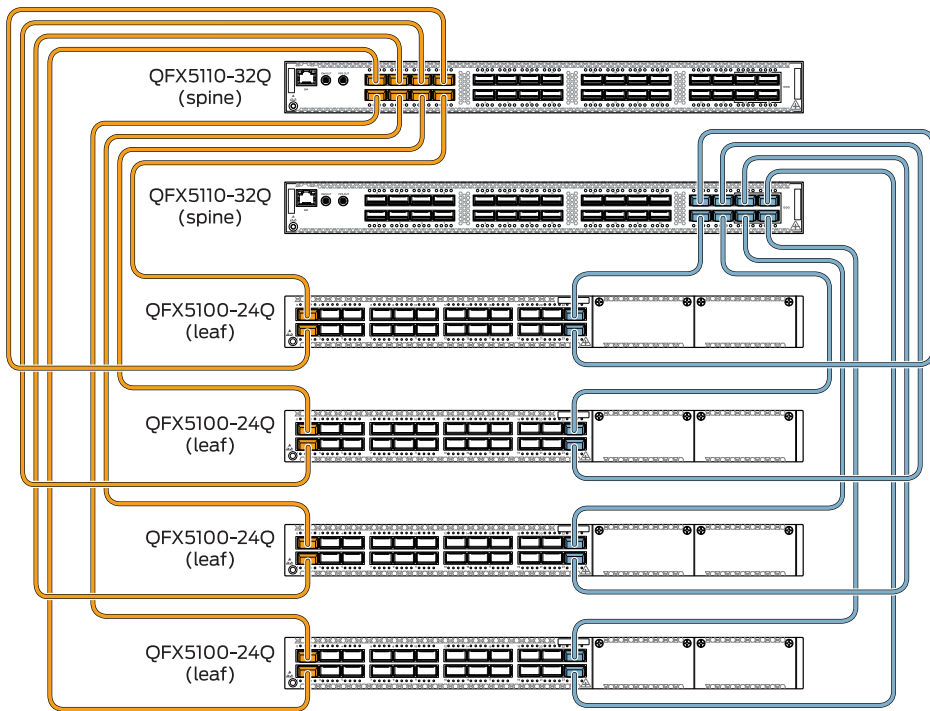 QFX5110-32Q
(spine)
QFX5110-32Q
(spine)
QFX5100-24Q
(leaf)
QFX5100-24Q
(leaf)
QFX5100-24Q
(leaf)
QFX5100-24Q
(leaf)